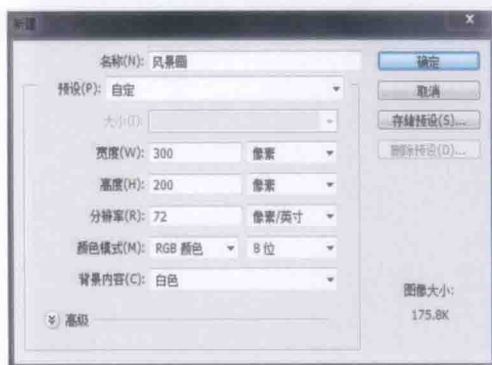 新建
x
名称(N): 风景画 确定
预设(P): 自定 取消
大小(I): 存储预设(S)...
宽度(W): 300 像素 删除预设(D)...
高度(H): 200 像素
分辨率(R): 72 像素/英寸
颜色模式(M): RGB 颜色 8位
背景内容(C): 白色
图像大小:
高级 175.8K